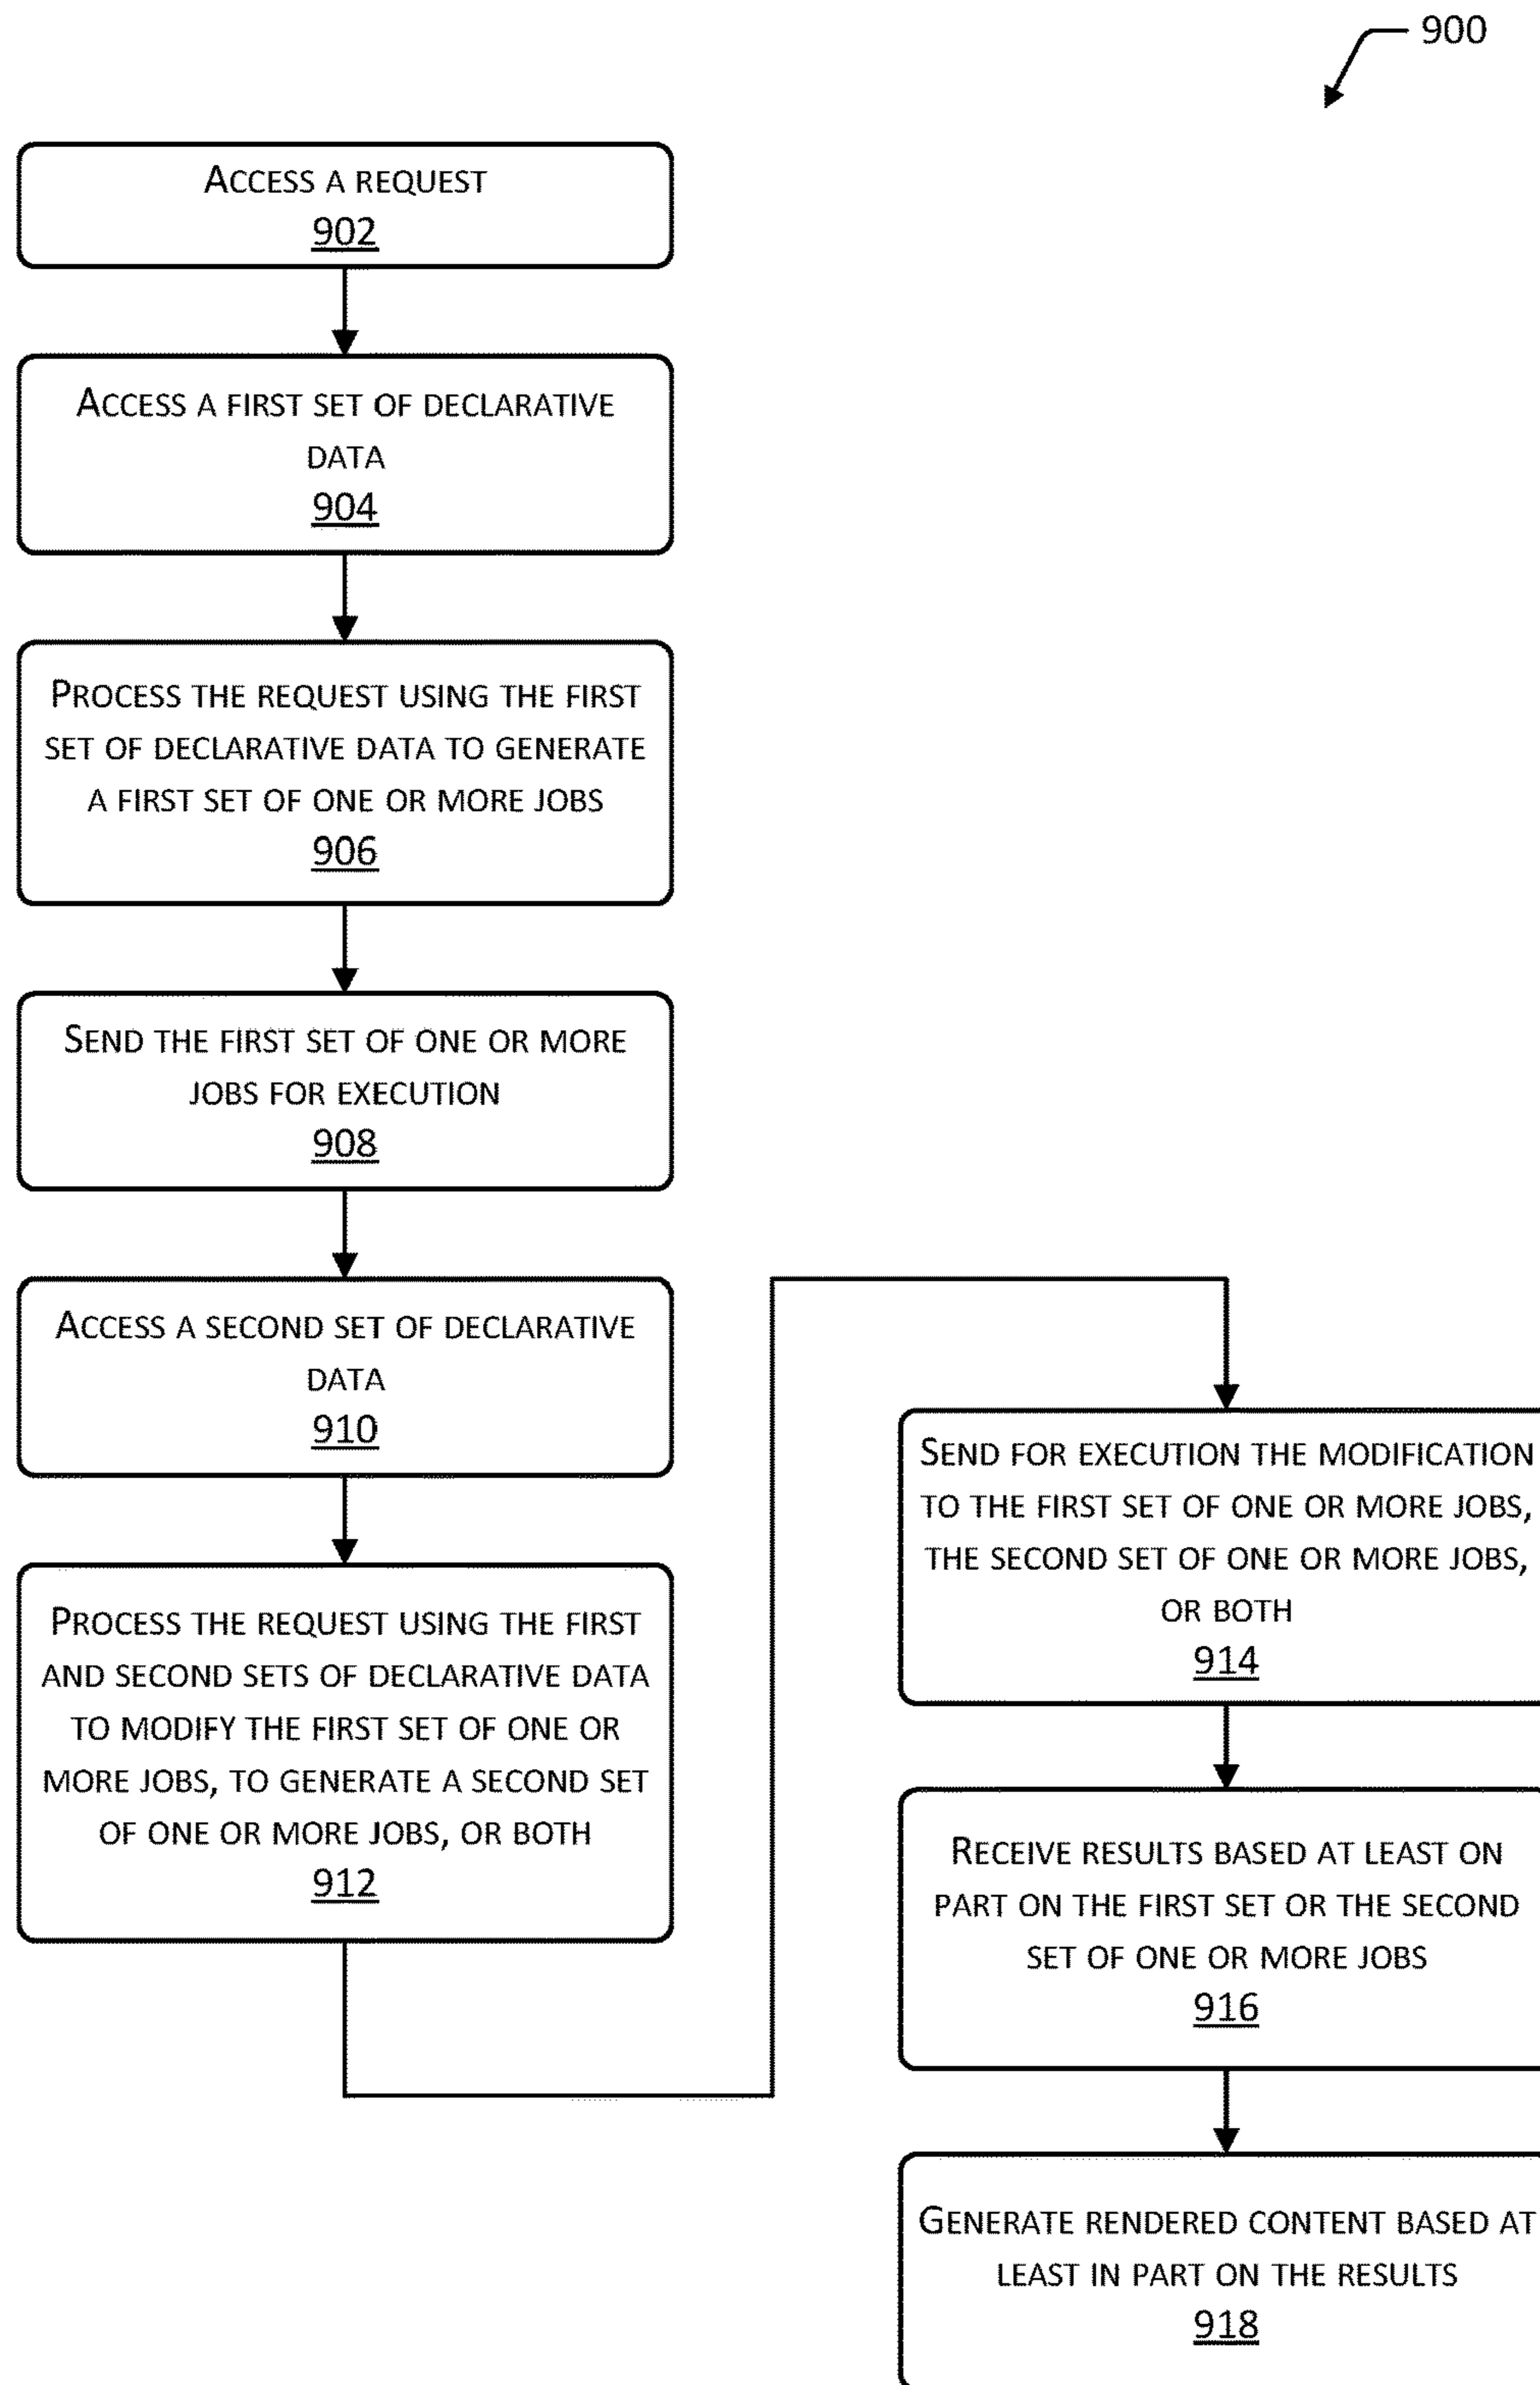 900
ACCESS A REQUEST
902
ACCESS A FIRST SET OF DECLARATIVE
DATA
904
PROCESS THE REQUEST USING THE FIRST
SET OF DECLARATIVE DATA TO GENERATE
A FIRST SET OF ONE OR MORE JOBS
906
SEND THE FIRST SET OF ONE OR MORE
JOBS FOR EXECUTION
908
ACCESS A SECOND SET OF DECLARATIVE
DATA
910
PROCESS THE REQUEST USING THE FIRST
AND SECOND SETS OF DECLARATIVE DATA
TO MODIFY THE FIRST SET OF ONE OR
MORE JOBS, TO GENERATE A SECOND SET
OF ONE OR MORE JOBS, OR BOTH
912
SEND FOR EXECUTION THE MODIFICATION
TO THE FIRST SET OF ONE OR MORE JOBS,
THE SECOND SET OF ONE OR MORE JOBS,
OR BOTH
914
RECEIVE RESULTS BASED AT LEAST ON
PART ON THE FIRST SET OR THE SECOND
SET OF ONE OR MORE JOBS
916
GENERATE RENDERED CONTENT BASED AT
LEAST IN PART ON THE RESULTS
918